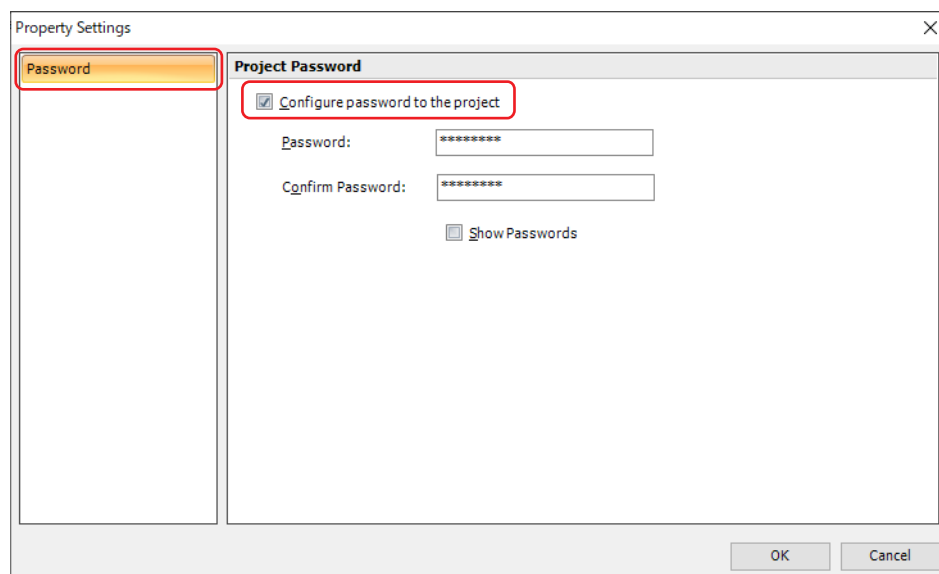 Property Settings
Password
Project Password
Configure password to the project
Password:
********
Confirm Password:
********
Show Passwords
OK
Cancel